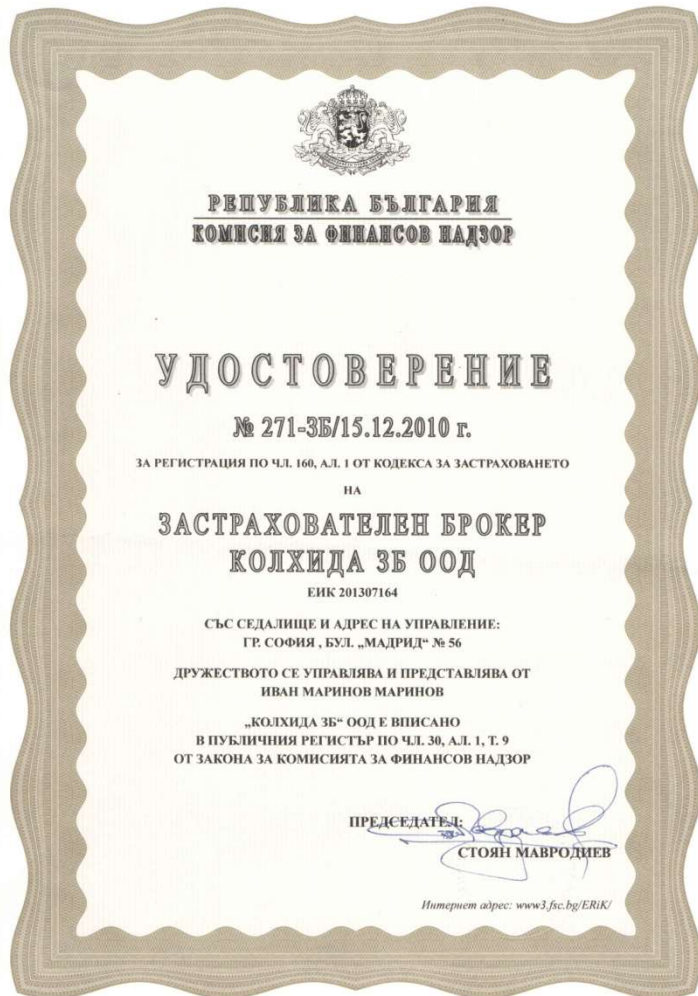 РЕПУБЛИКА БЪЛГАРИЯ
КОМИСИЯ ЗА ФИНАНСОВ НАДЗОР
УДОСТОВЕРЕНИЕ
№ 271-ЗБ/15.12.2010 г.
ЗА РЕГИСТРАЦИЯ ПО ЧЛ. 160, АЛ. 1 ОТ КОДЕКСА ЗА ЗАСТРАХОВАНЕТО
НА
ЗАСТРАХОВАТЕЛЕН БРОКЕР
КОЛХИДА ЗБ ООД
ЕИК 201307164
СЪС СЕДАЛИЩЕ И АДРЕС НА УПРАВЛЕНИЕ:
ГР. СОФИЯ , БУЛ. „МАДРИД“ № 56
ДРУЖЕСТВОТО СЕ УПРАВЛЯВА И ПРЕДСТАВЛЯВА ОТ
ИВАН МАРИНОВ МАРИНОВ
„КОЛХИДА ЗБ“ ООД Е ВПИСАНО
В ПУБЛИЧНИЯ РЕГИСТЪР ПО ЧЛ. 30, АЛ. 1, Т. 9
ОТ ЗАКОНА ЗА КОМИСИЯТА ЗА ФИНАНСОВ НАДЗОР
ПРЕДСЕДАТЕЛ:
СТОЯН МАВРОДИЕВ
Интернет адрес: www3.fsc.bg/ERiK/